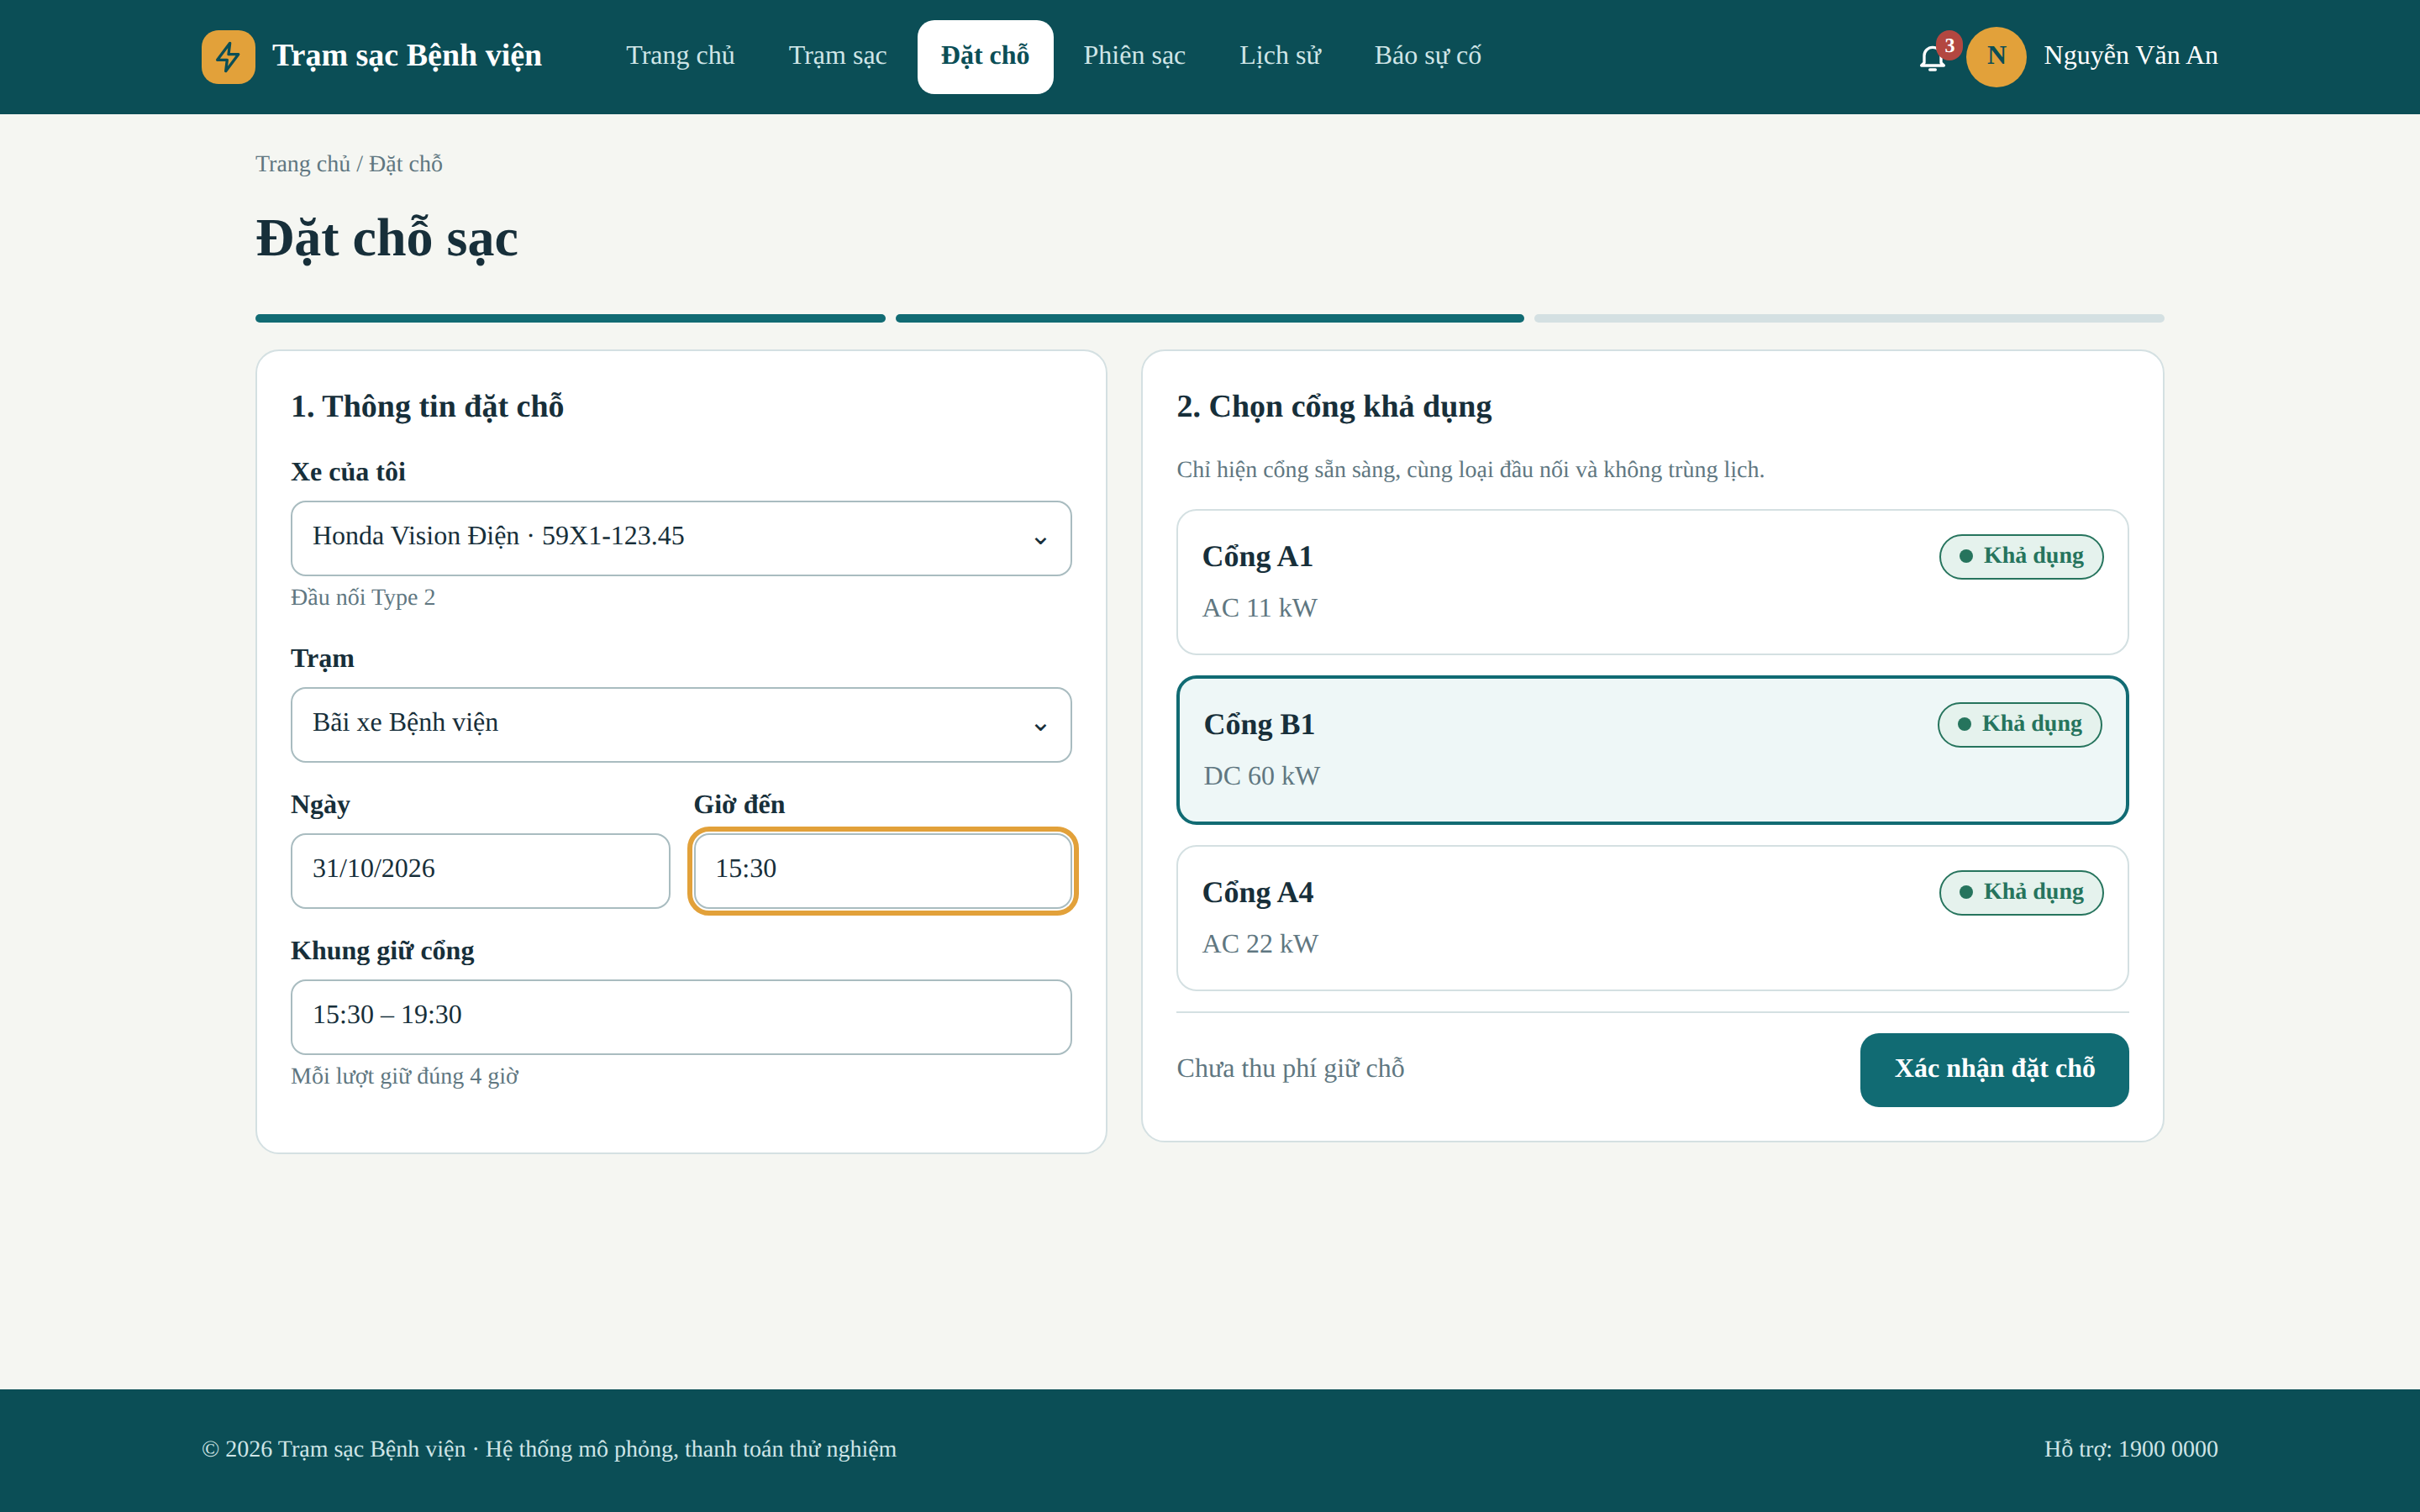 Trạm sạc Bệnh viện
Trang chủ
Trạm sạc
Đặt chỗ
Phiên sạc
Lịch sử
Báo sự cố
3
N
Nguyễn Văn An
Trang chủ / Đặt chỗ
Đặt chỗ sạc
1. Thông tin đặt chỗ
Xe của tôi
Honda Vision Điện · 59X1-123.45
Đầu nối Type 2
Trạm
Bãi xe Bệnh viện
Ngày
Giờ đến
31/10/2026
15:30
Khung giữ cổng
15:30 – 19:30
Mỗi lượt giữ đúng 4 giờ
2. Chọn cổng khả dụng
Chỉ hiện cổng sẵn sàng, cùng loại đầu nối và không trùng lịch.
Cổng A1
Khả dụng
AC 11 kW
Cổng B1
Khả dụng
DC 60 kW
Cổng A4
Khả dụng
AC 22 kW
Chưa thu phí giữ chỗ
Xác nhận đặt chỗ
© 2026 Trạm sạc Bệnh viện · Hệ thống mô phỏng, thanh toán thử nghiệm
Hỗ trợ: 1900 0000